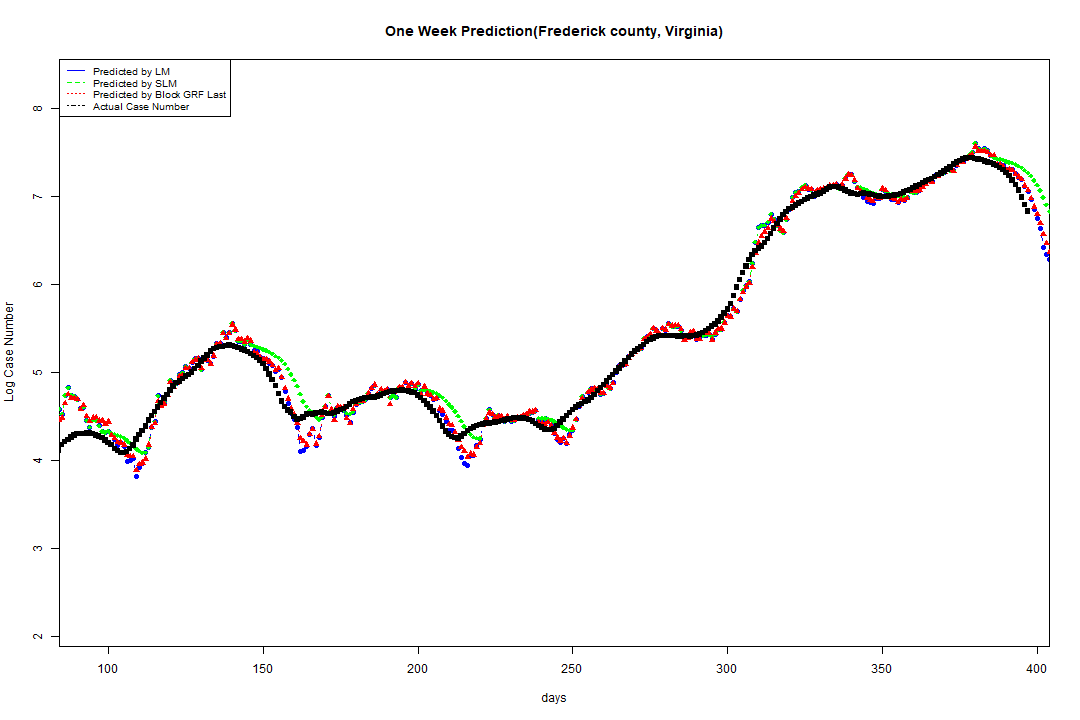 One Week Prediction(Frederick county, Virginia)
Predicted by LM
Predicted by SLM
Predicted by Block GRF Last
Actual Case Number
8
7
6
5
4
3
2
Log Case Number
100 150 200 250 300 350 400
days